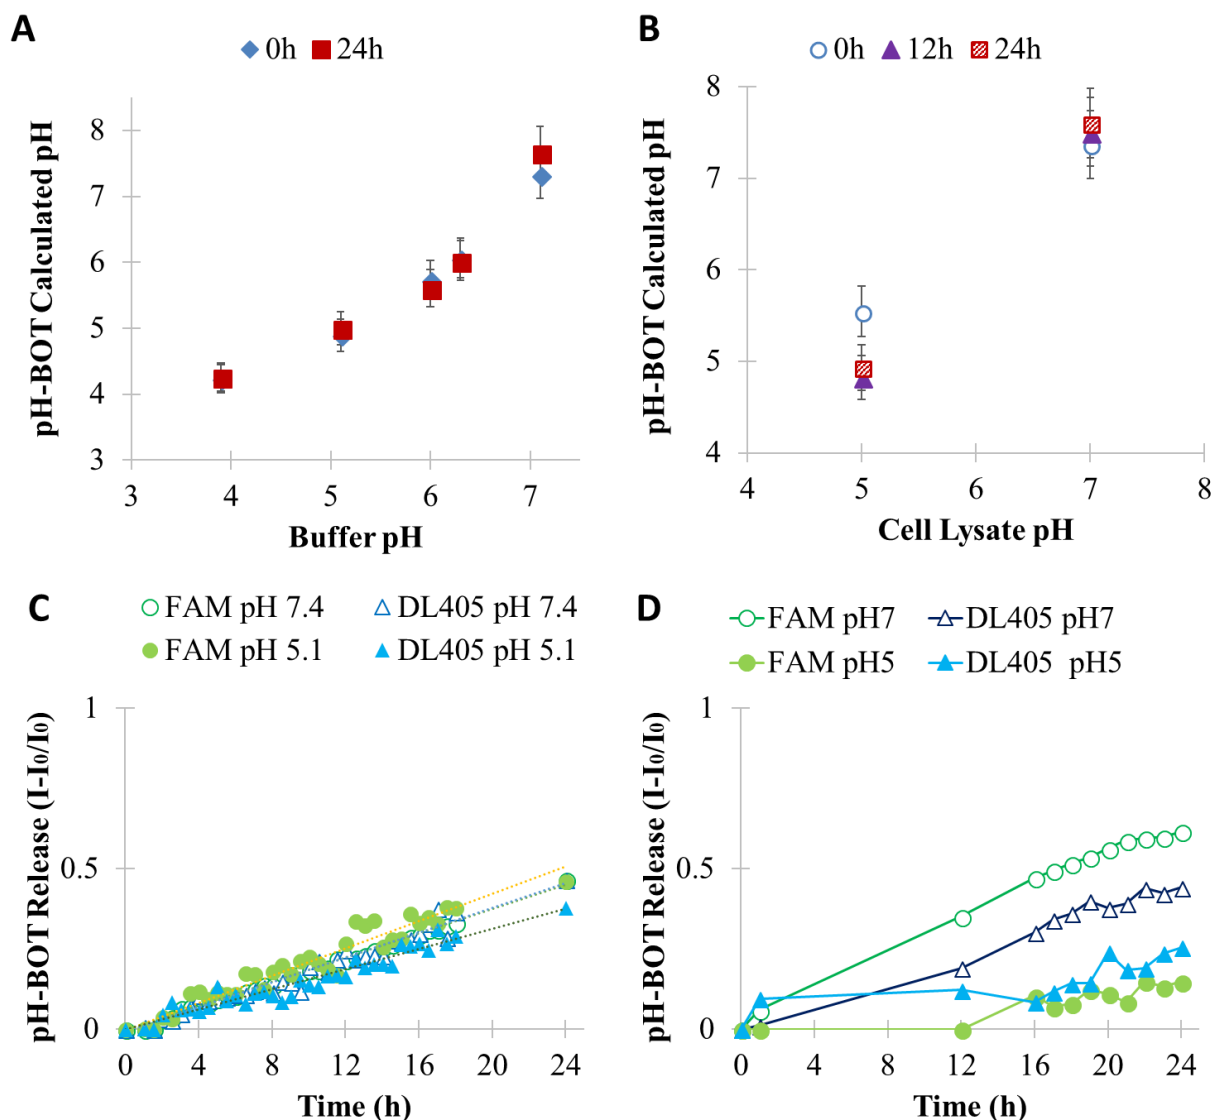 A
0h 24h
pH-BOT Calculated pH
8
7
6
5
4
3
3 4 5 6 7
Buffer pH
B
0h 12h 24h
pH-BOT Calculated pH
8
7
6
5
4
4 5 6 7 8
Cell Lysate pH
C
FAM pH 7.4 DL405 pH 7.4
FAM pH 5.1 DL405 pH 5.1
pH-BOT Release (I-I₀/I₀)
1
0.5
0
0 4 8 12 16 20 24
Time (h)
D
FAM pH7 DL405 pH7
FAM pH5 DL405 pH5
pH-BOT Release (I-I₀/I₀)
1
0.5
0
0 4 8 12 16 20 24
Time (h)